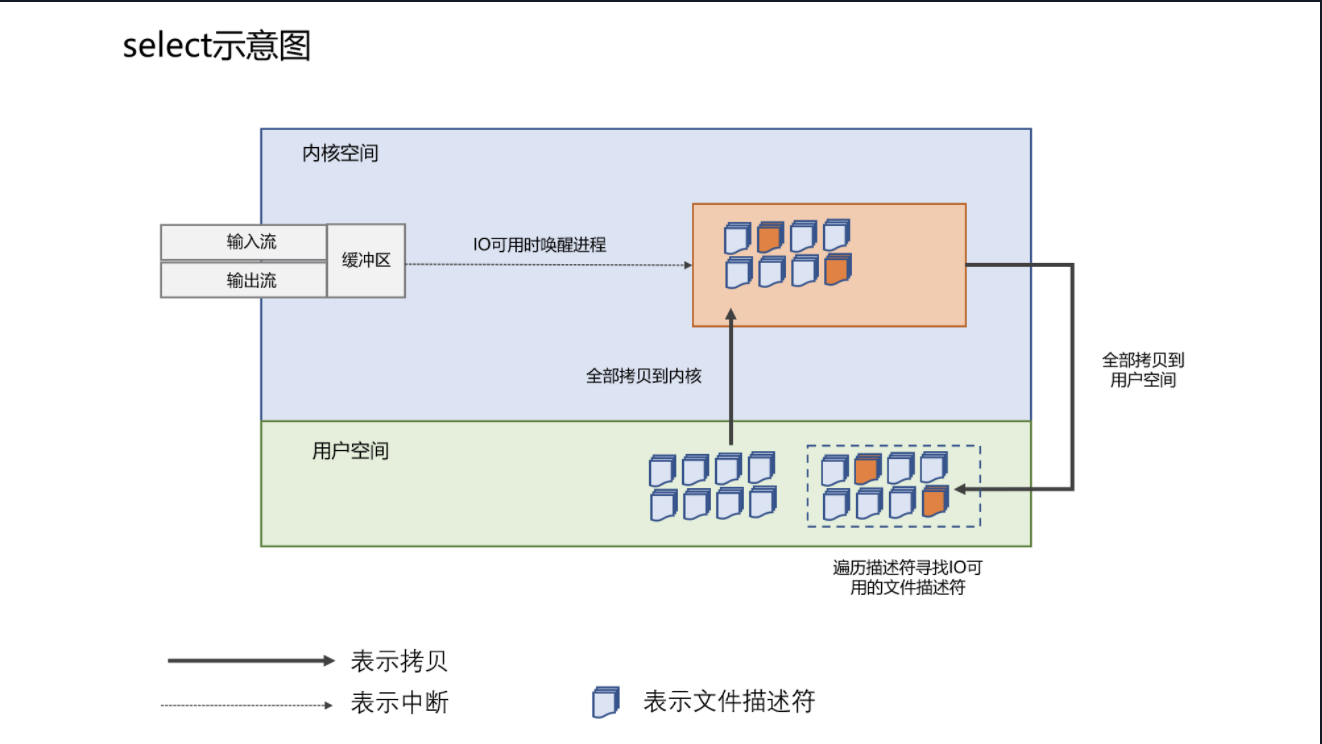 select示意图
内核空间
输入流
输出流
缓冲区
IO可用时唤醒进程
全部拷贝到内核
全部拷贝到
用户空间
用户空间
遍历描述符寻找IO可
用的文件描述符
表示拷贝
表示中断
表示文件描述符